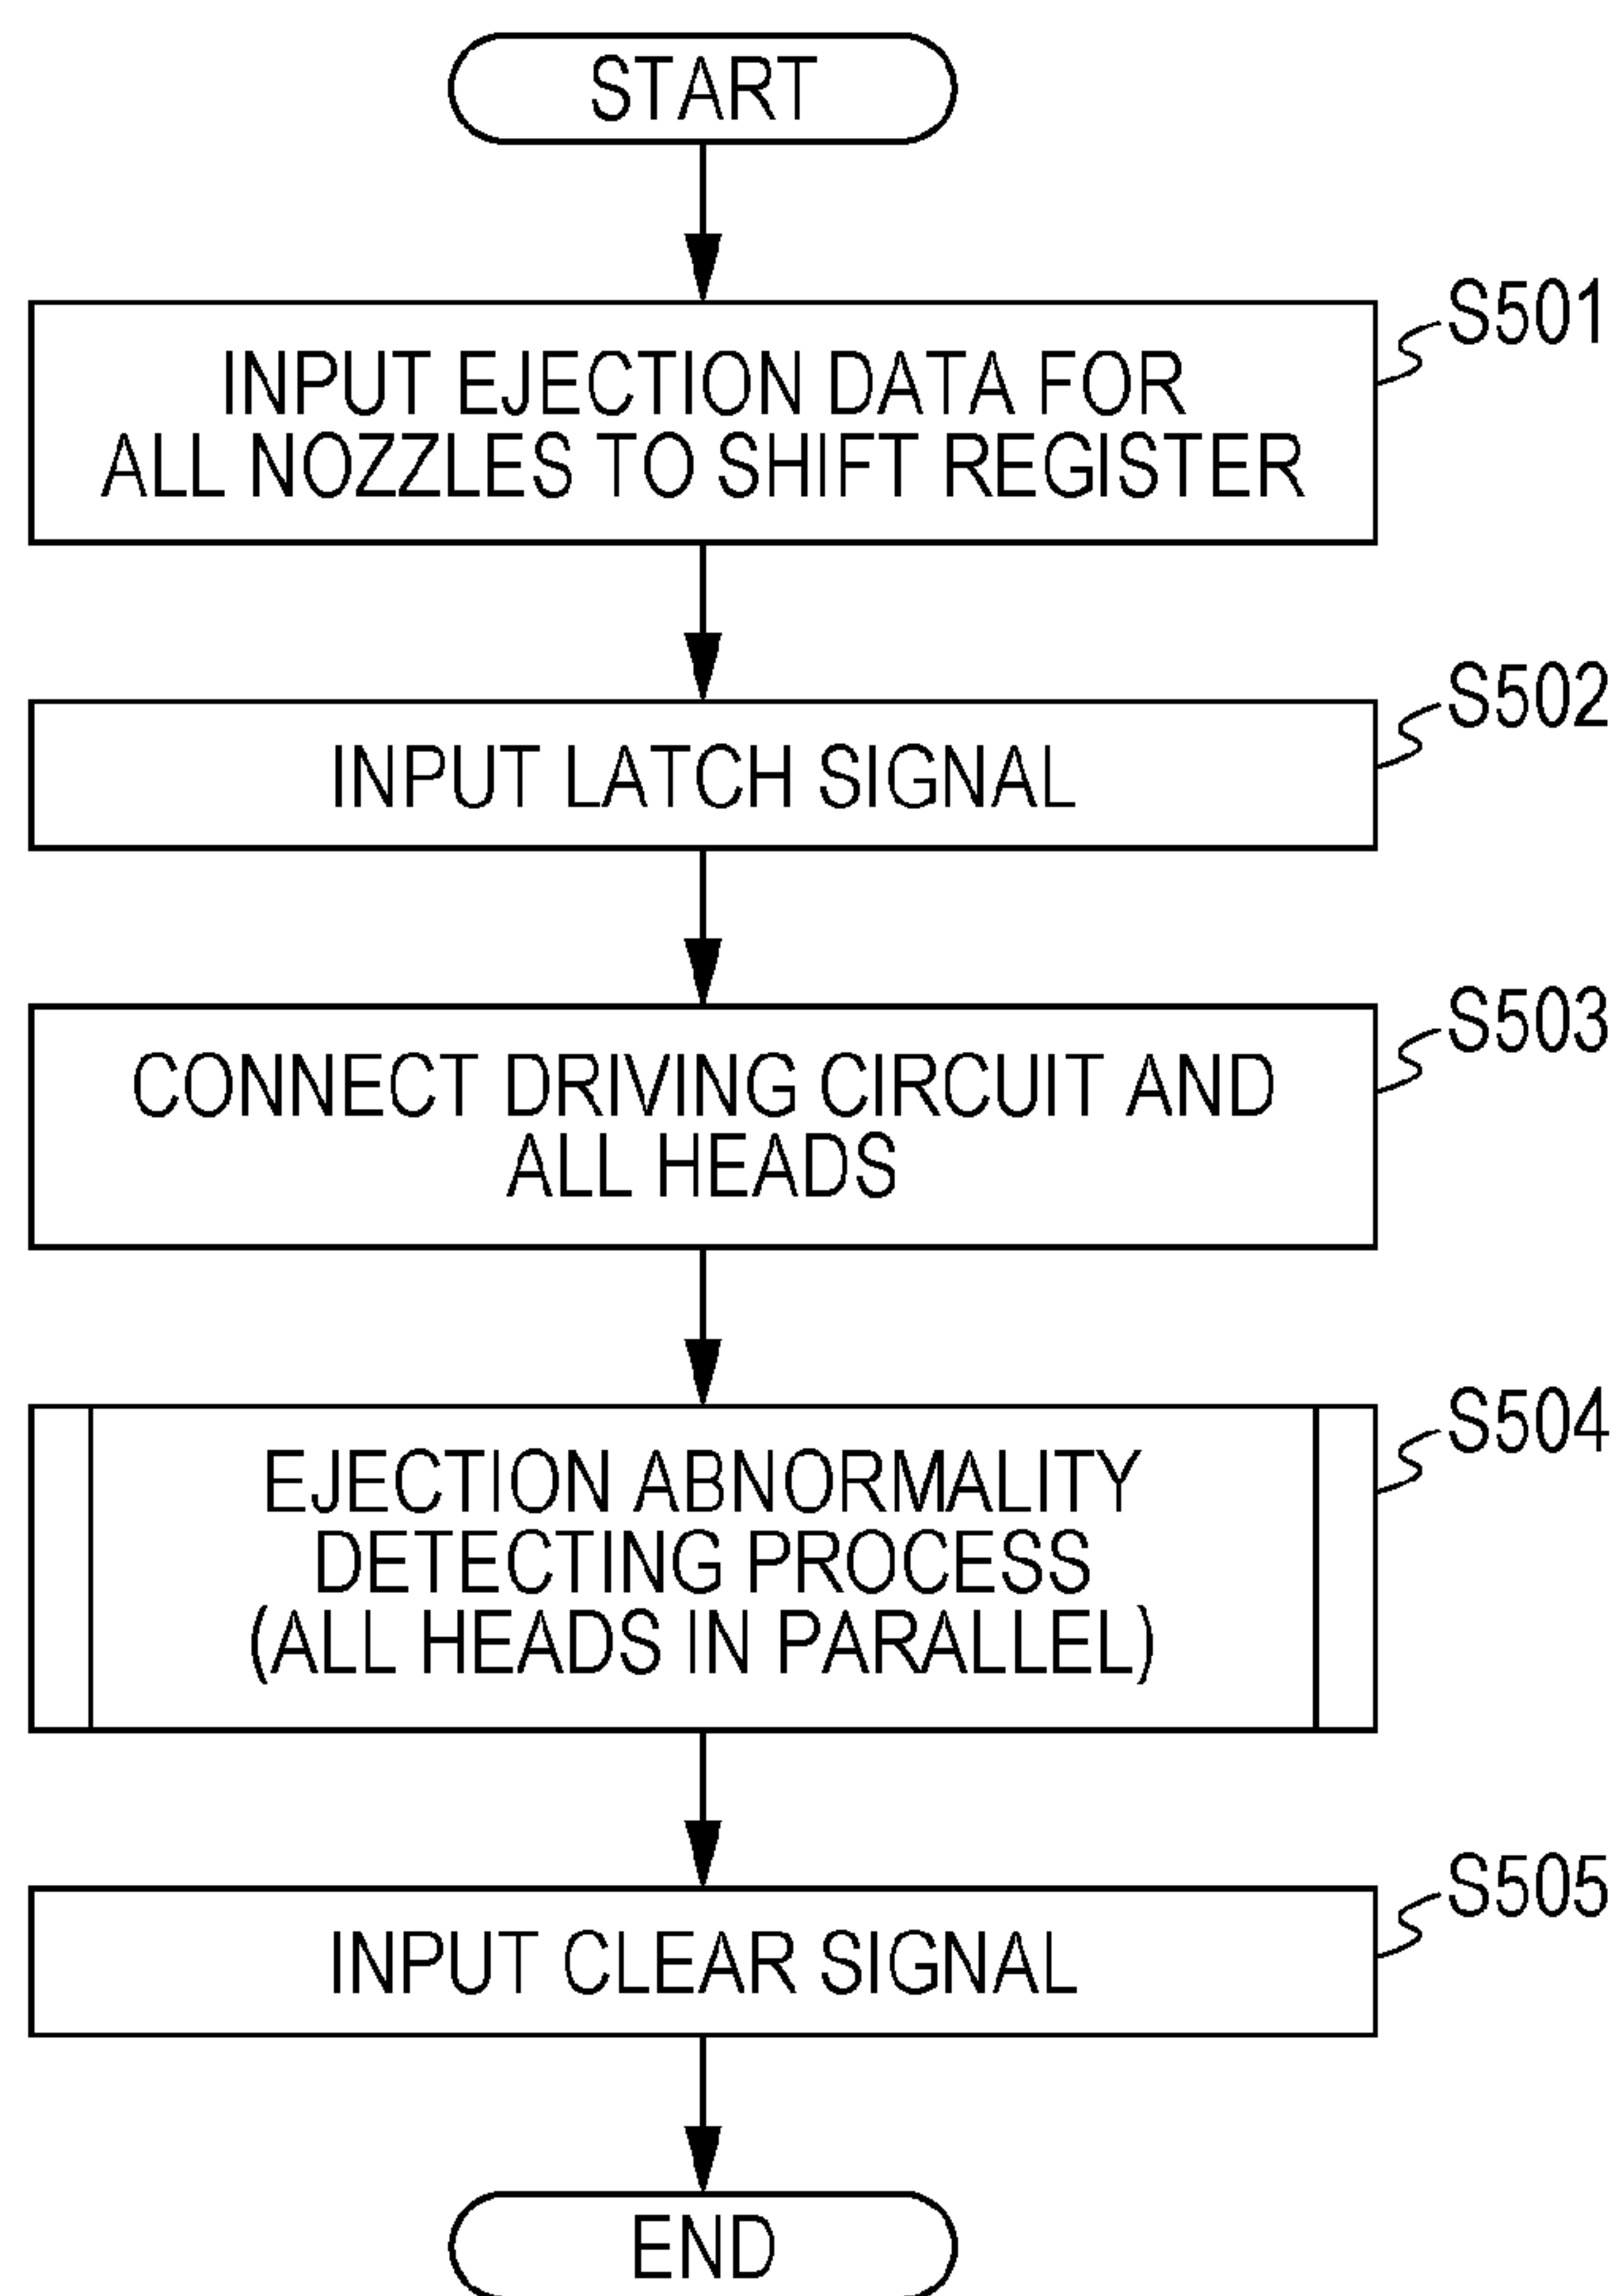 START
S501
INPUT EJECTION DATA FOR
ALL NOZZLES TO SHIFT REGISTER
S502
INPUT LATCH SIGNAL
S503
CONNECT DRIVING CIRCUIT AND
ALL HEADS
S504
EJECTION ABNORMALITY
DETECTING PROCESS
(ALL HEADS IN PARALLEL)
S505
INPUT CLEAR SIGNAL
END